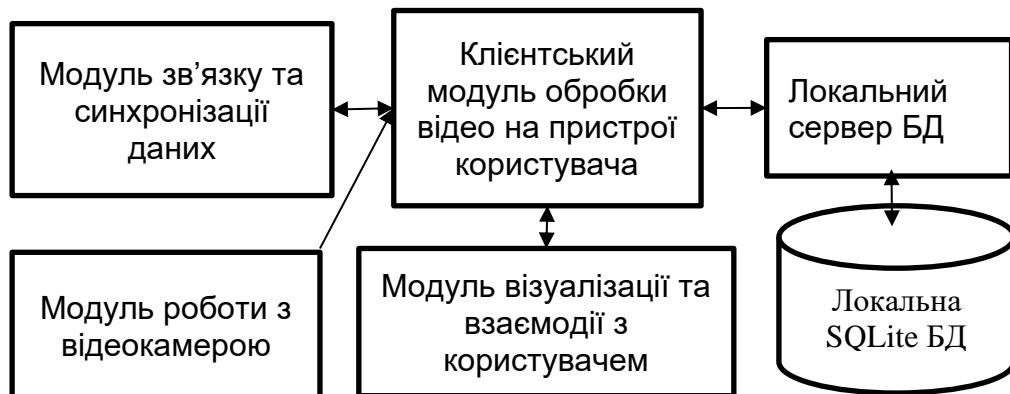 Модуль зв’язку та
синхронізації
даних
Клієнтський
модуль обробки
відео на пристрої
користувача
Локальний
сервер БД
Модуль роботи з
відеокамерою
Модуль візуалізації та
взаємодії з
користувачем
Локальна
SQLite БД